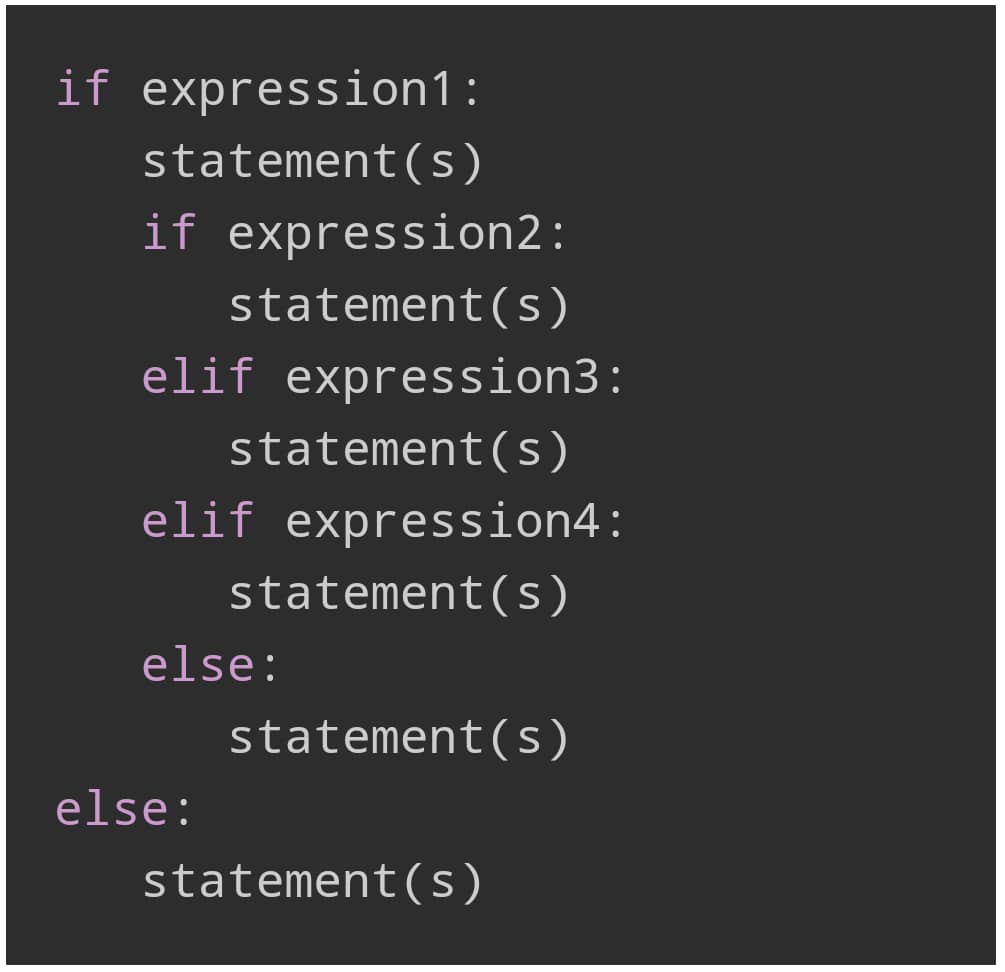 if expression1:
   statement(s)
   if expression2:
      statement(s)
   elif expression3:
      statement(s)
   elif expression4:
      statement(s)
   else:
      statement(s)
else:
   statement(s)